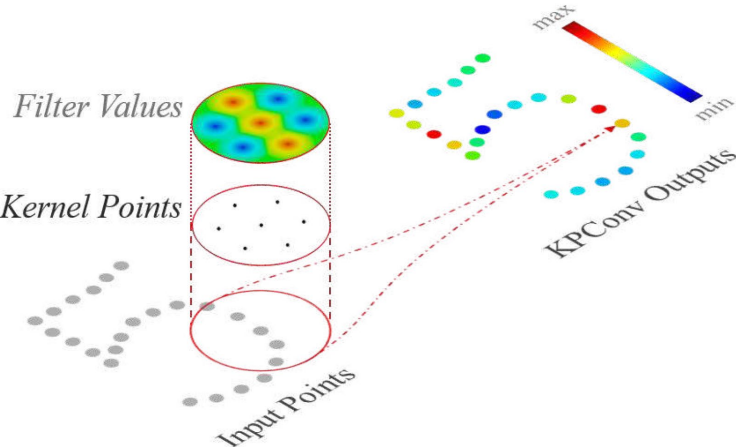 max
Filter Values
min
Kernel Points
KPConv Outputs
Input Points